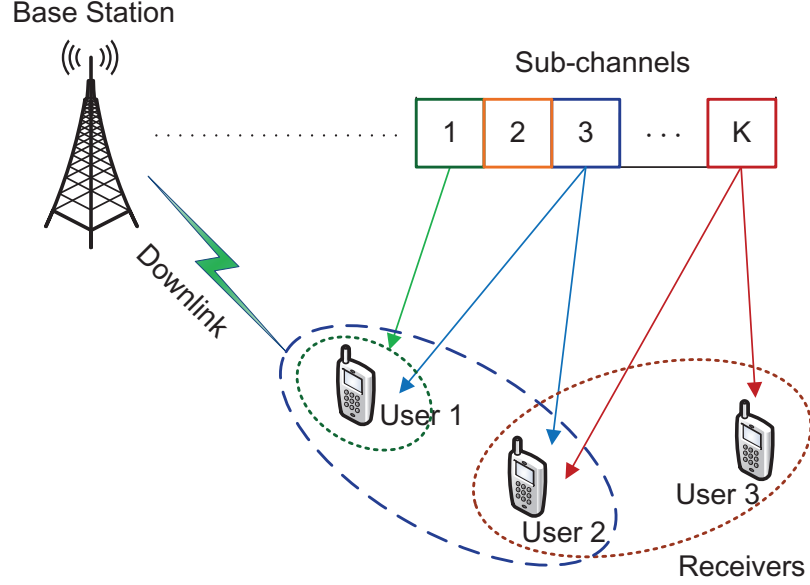 Base Station
Sub-channels
1 2 3 ... K
Downlink
User 1
User 2
User 3
Receivers